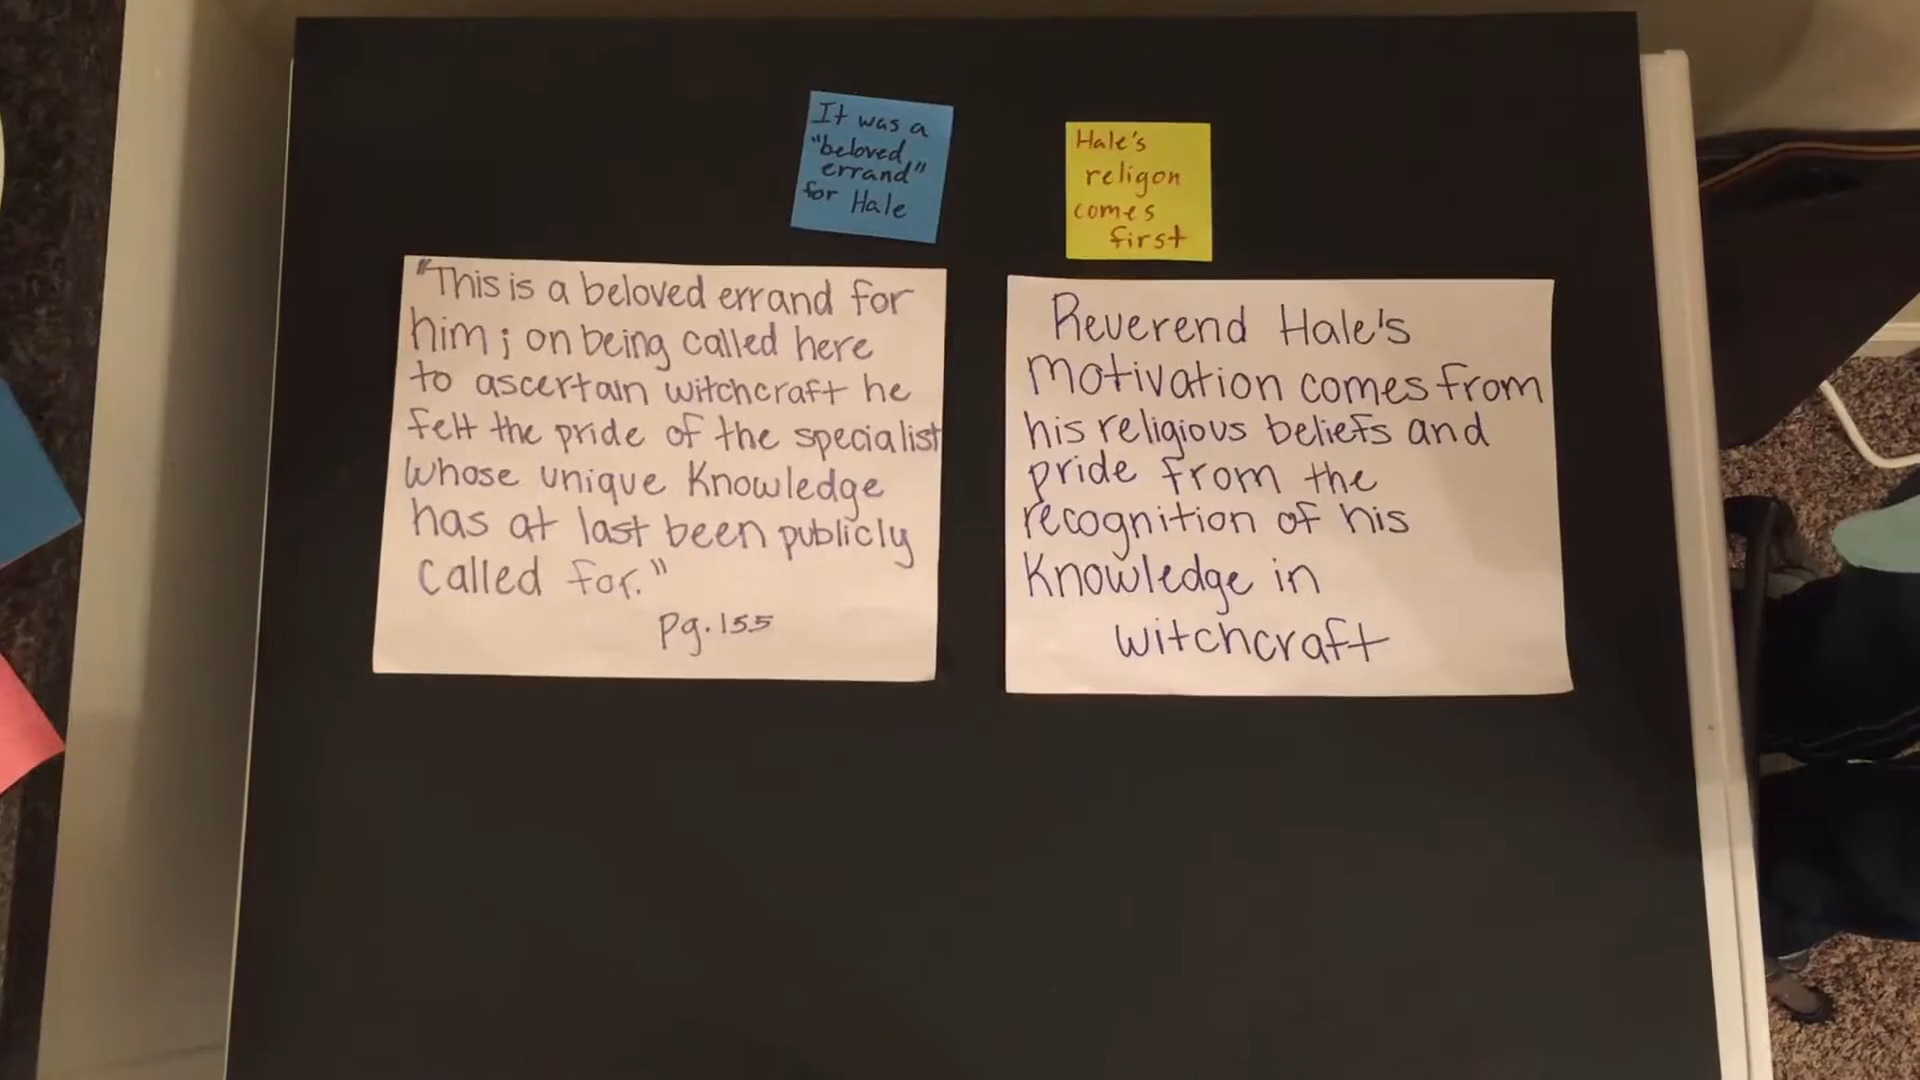 It was a
"beloved
errand"
for Hale
Hale's
religon
comes
first
"This is a beloved errand for
him; on being called here
to ascertain witchcraft he
felt the pride of the specialist
whose unique Knowledge
has at last been publicly
called for."
Pg. 155
Reverend Hale's
Motivation comes from
his religious beliefs and
pride from the
recognition of his
Knowledge in
witchcraft